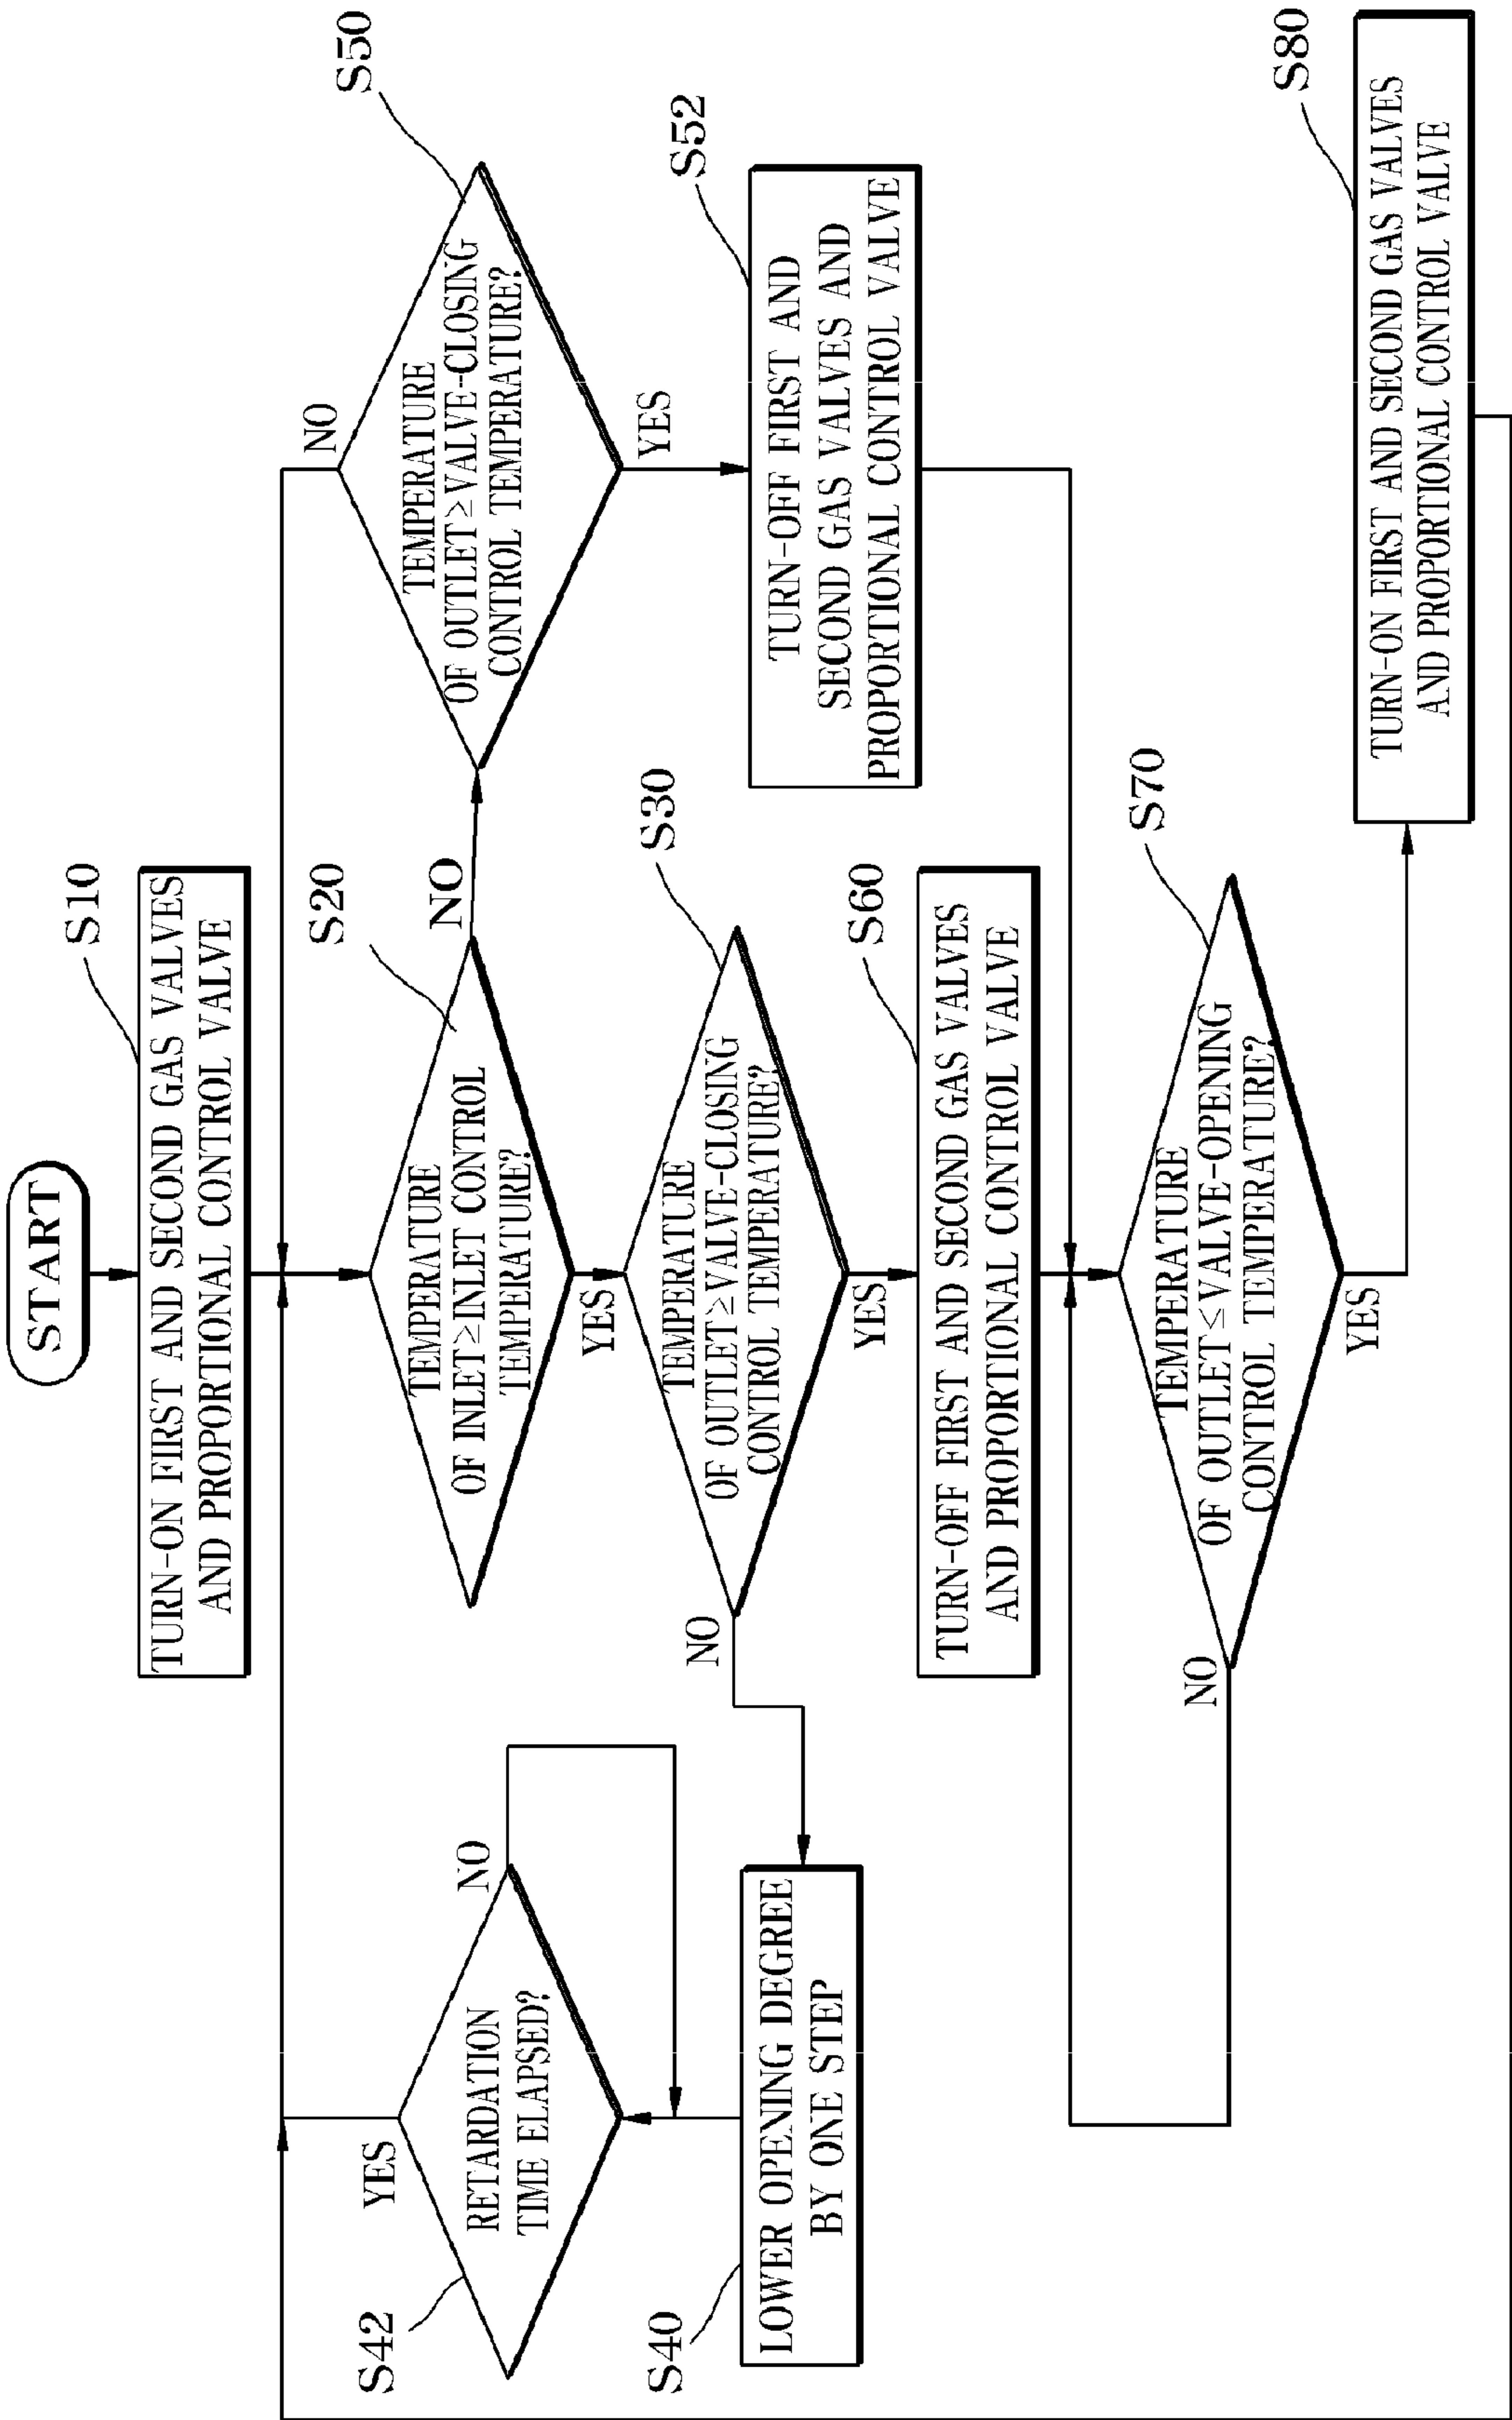 START
S10
TURN-ON FIRST AND SECOND GAS VALVES
AND PROPORTIONAL CONTROL VALVE
S20
TEMPERATURE
OF INLET≥INLET CONTROL
TEMPERATURE?
NO
YES
S50
TEMPERATURE
OF OUTLET≥VALVE-CLOSING
CONTROL TEMPERATURE?
NO
YES
S52
TURN-OFF FIRST AND
SECOND GAS VALVES AND
PROPORTIONAL CONTROL VALVE
S30
TEMPERATURE
OF OUTLET≥VALVE-CLOSING
CONTROL TEMPERATURE?
NO
YES
S42
RETARDATION
TIME ELAPSED?
YES
NO
S40
LOWER OPENING DEGREE
BY ONE STEP
S60
TURN-OFF FIRST AND SECOND GAS VALVES
AND PROPORTIONAL CONTROL VALVE
S70
TEMPERATURE
OF OUTLET≤VALVE-OPENING
CONTROL TEMPERATURE?
NO
YES
S80
TURN-ON FIRST AND SECOND GAS VALVES
AND PROPORTIONAL CONTROL VALVE